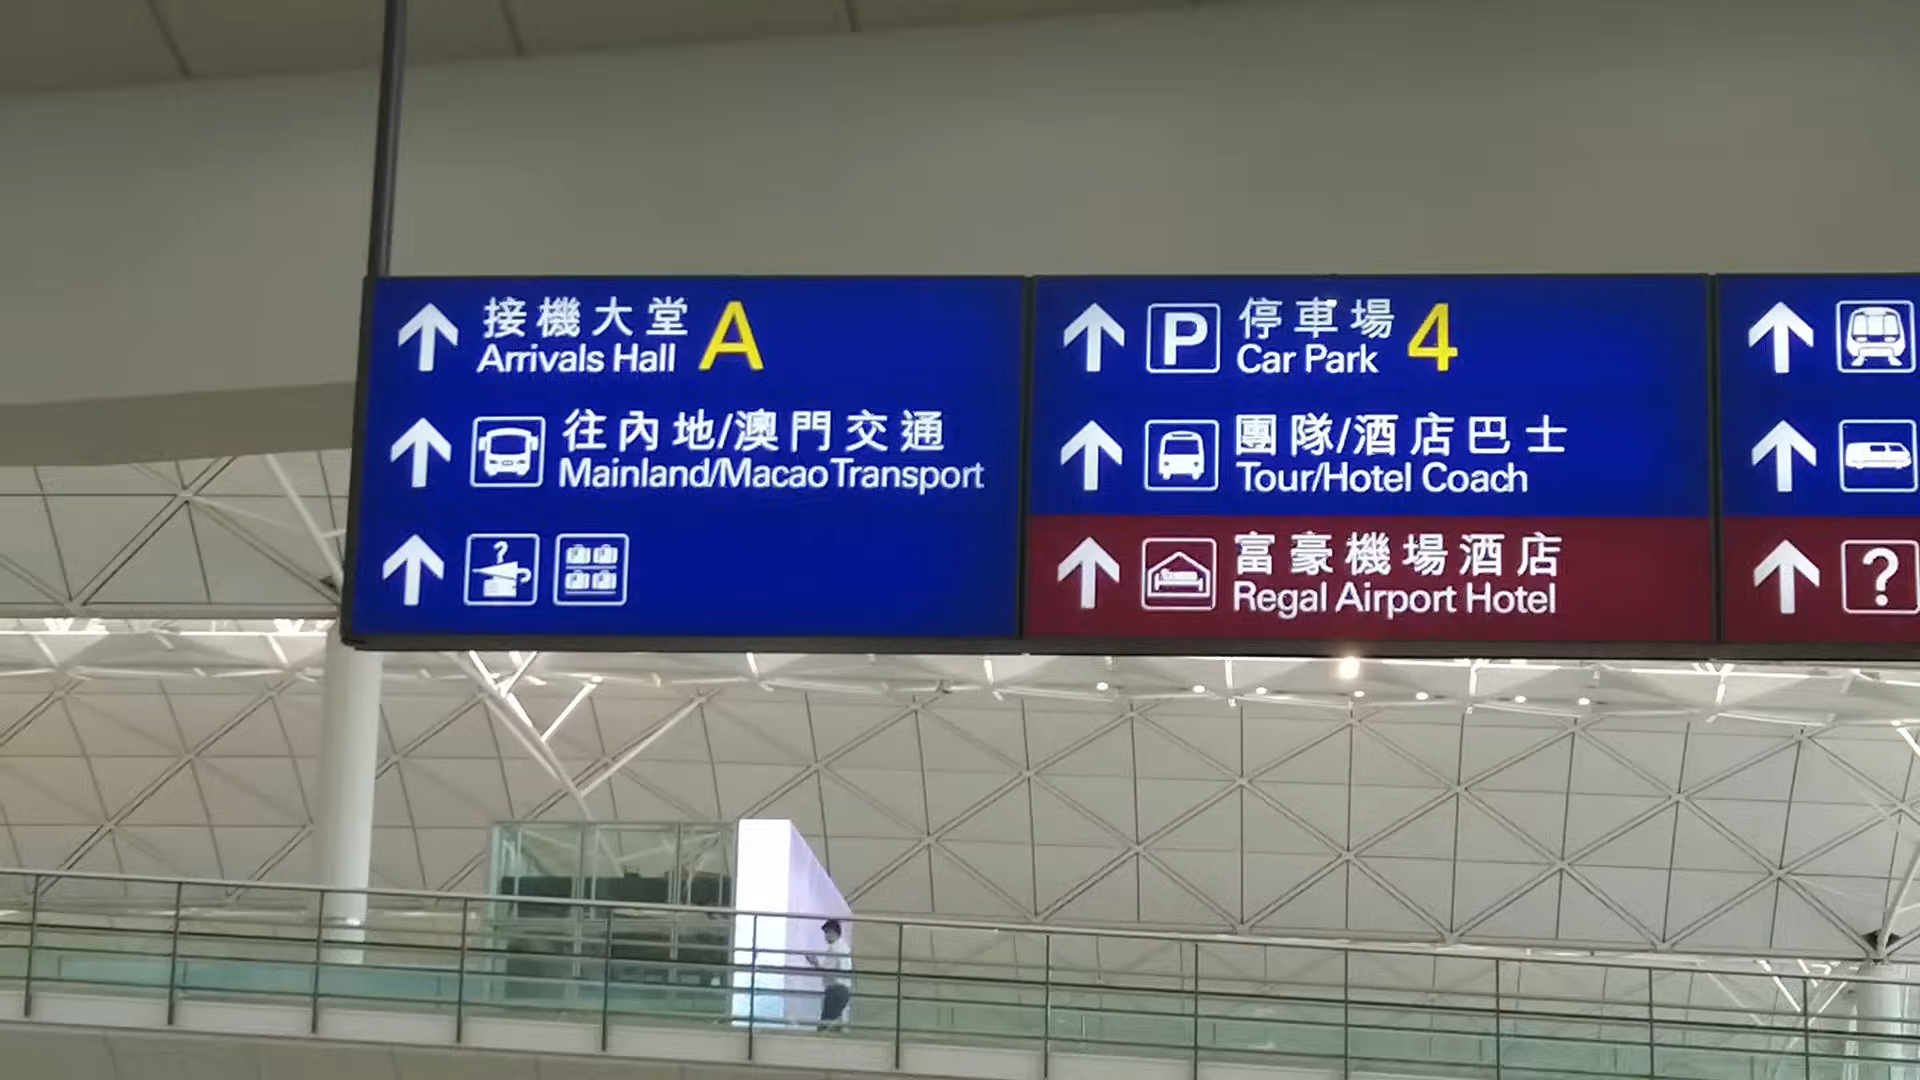 接機大堂 A
Arrivals Hall
往內地/澳門交通
Mainland/Macao Transport
?
P 停車場 4
Car Park
團隊/酒店巴士
Tour/Hotel Coach
富豪機場酒店
Regal Airport Hotel
?